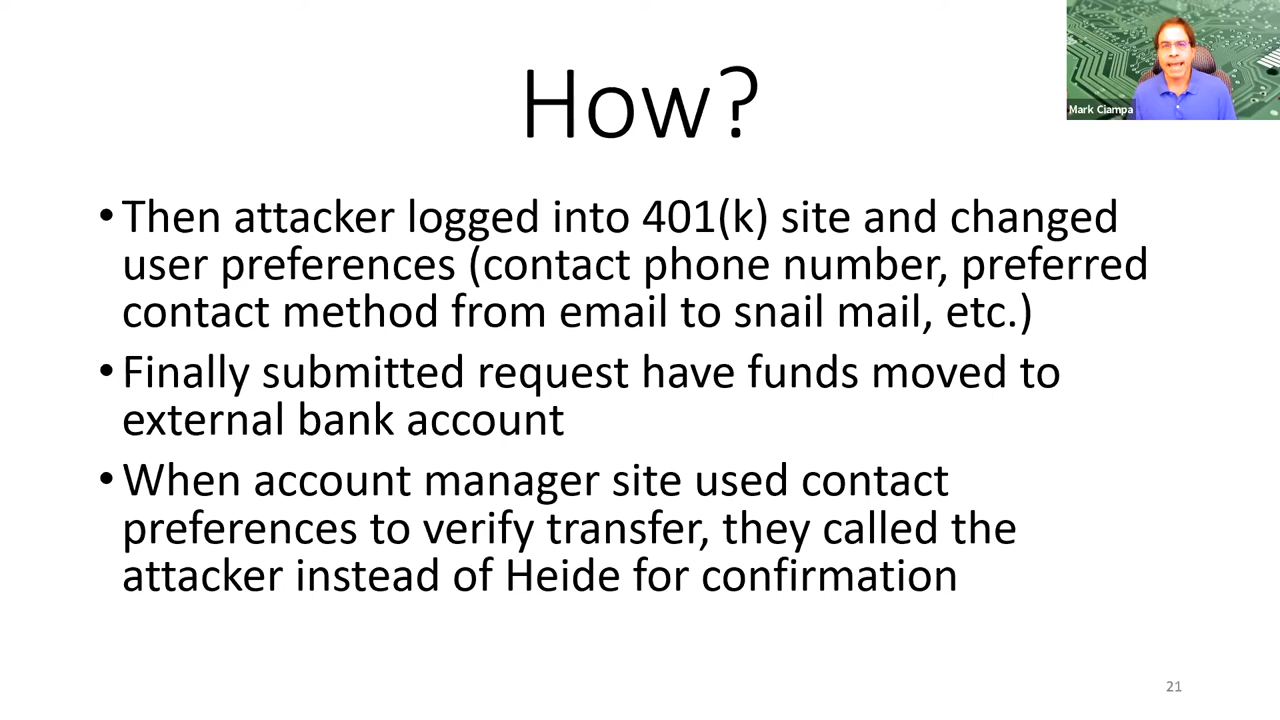 How?
Mark Ciampa
•Then attacker logged into 401(k) site and changed
user preferences (contact phone number, preferred
contact method from email to snail mail, etc.)
•Finally submitted request have funds moved to
external bank account
•When account manager site used contact
preferences to verify transfer, they called the
attacker instead of Heide for confirmation
21